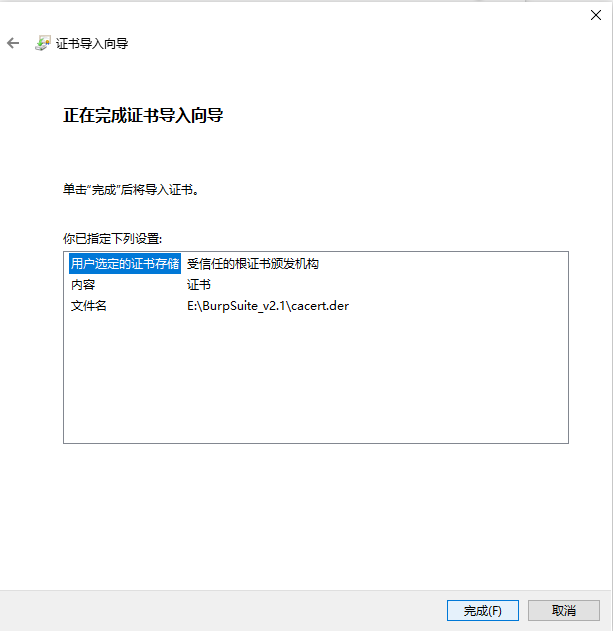 证书导入向导
正在完成证书导入向导
单击“完成”后将导入证书。
你已指定下列设置:
用户选定的证书存储 受信任的根证书颁发机构
内容 证书
文件名 E:\BurpSuite_v2.1\cacert.der
完成(F) 取消